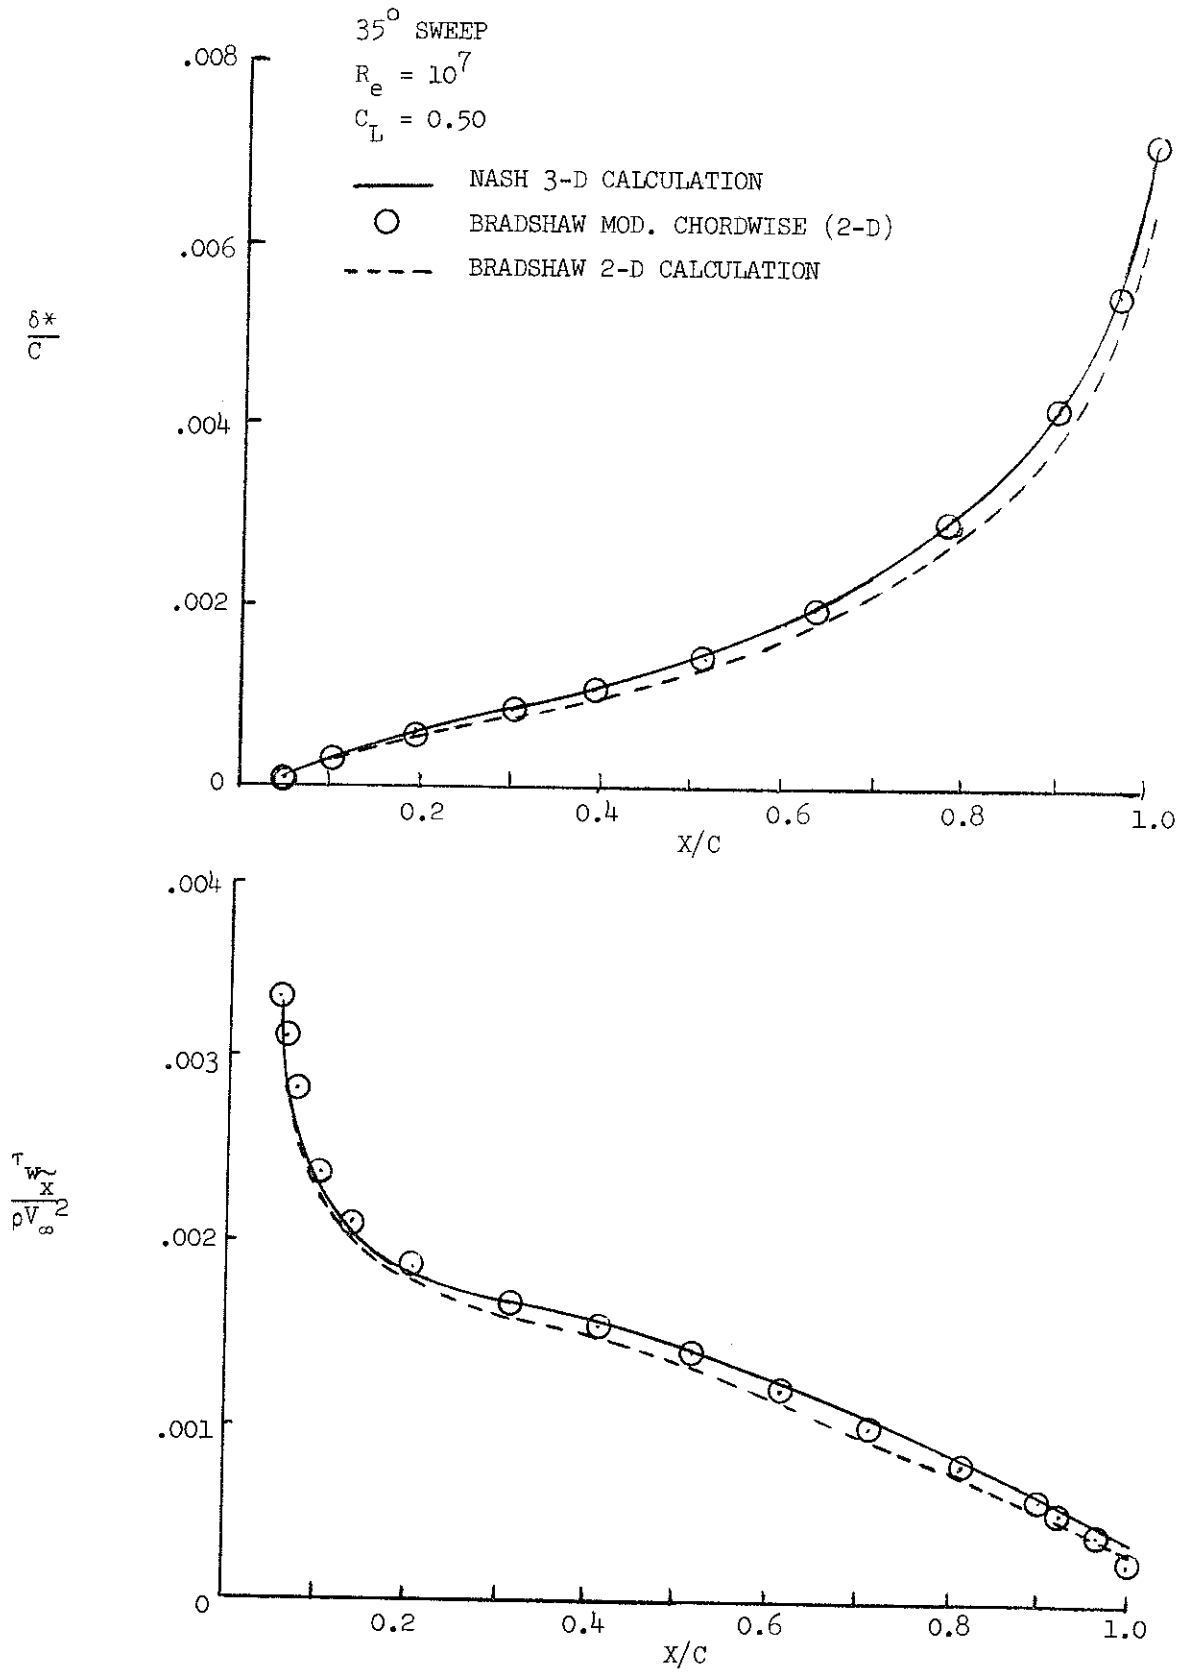 35° SWEEP
Re = 10^7
CL = 0.50
NASH 3-D CALCULATION
BRADSHAW MOD. CHORDWISE (2-D)
BRADSHAW 2-D CALCULATION
.008
.006
.004
.002
0
δ*
C
0.2
0.4
0.6
0.8
1.0
X/C
.004
.003
.002
.001
0
τw x̃
ρV∞²
0.2
0.4
0.6
0.8
1.0
X/C